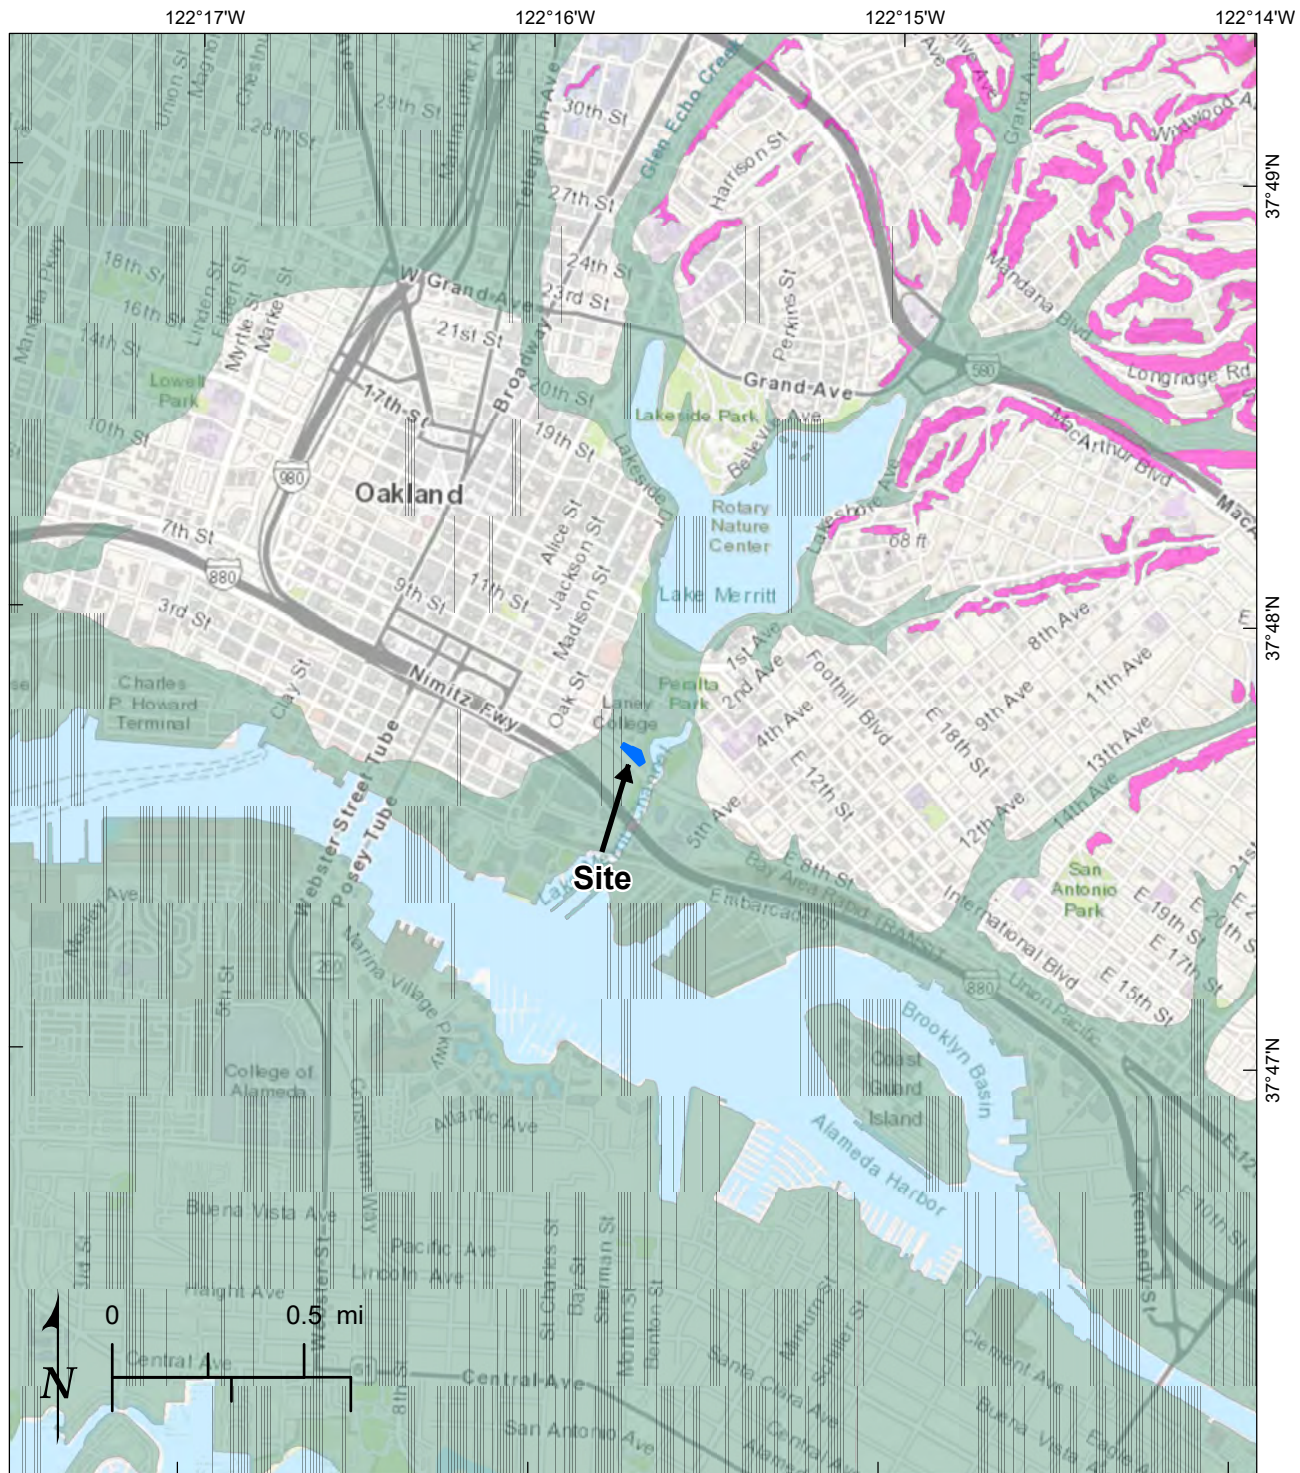 122°17'W
122°16'W
122°15'W
122°14'W
37°49'N
37°48'N
37°47'N
Union St
29th St
Telegraph Ave
30th St
Glen Echo Creek
27th St
Harrison St
Olive Ave
Grand Ave
24th St
23rd St
W Grand Ave
21st St
Broadway
20th St
19th St
Perkins St
Mandana Blvd
580
Longridge Rd
MacArthur Blvd
Grand Ave
Lakeside Park
Bellevue Ave
Mandela Pkwy
18th St
16th St
14th St
Linden St
Filbert St
Myrtle St
Market St
Lowell
Park
10th St
17th St
980
Oakland
Lakeside Dr
Rotary
Nature
Center
Lakeshore Ave
68 ft
Lake Merritt
7th St
880
3rd St
9th St
11th St
Alice St
Jackson St
Madison St
Oak St
Nimitz Fwy
Clay St
Charles
P. Howard
Terminal
Laney
College
Peralta
Park
1st Ave
2nd Ave
4th Ave
5th Ave
Foothill Blvd
E 18th St
E 12th St
8th Ave
9th Ave
11th Ave
12th Ave
13th Ave
14th Ave
E 8th St
Site
Webster Street Tube
Posey Tube
Bay Area Rapid TRANSIT
Embarcadero
International Blvd
880
Union Pacific
San
Antonio
Park
E 19th St
E 20th St
E 17th St
E 15th St
21st
Mosley Ave
5th St
260
Marina Village Pkwy
College of
Alameda
Constitution Way
Atlantic Ave
Brooklyn Basin
Coast
Guard
Island
Alameda Harbor
Kennedy St
E 12
E 10th St
Buena Vista Ave
Pacific Ave
Lincoln Ave
Haight Ave
3rd St
Webster St
St Charles St
Bay St
Sherman St
Morton St
Benton St
Minturn St
Schiller St
Clement Ave
0 0.5 mi
N
Central Ave
61
8th St
Central Ave
Santa Clara Ave
Central Ave
San Antonio Ave
Buena Vista A
Eagle Ave